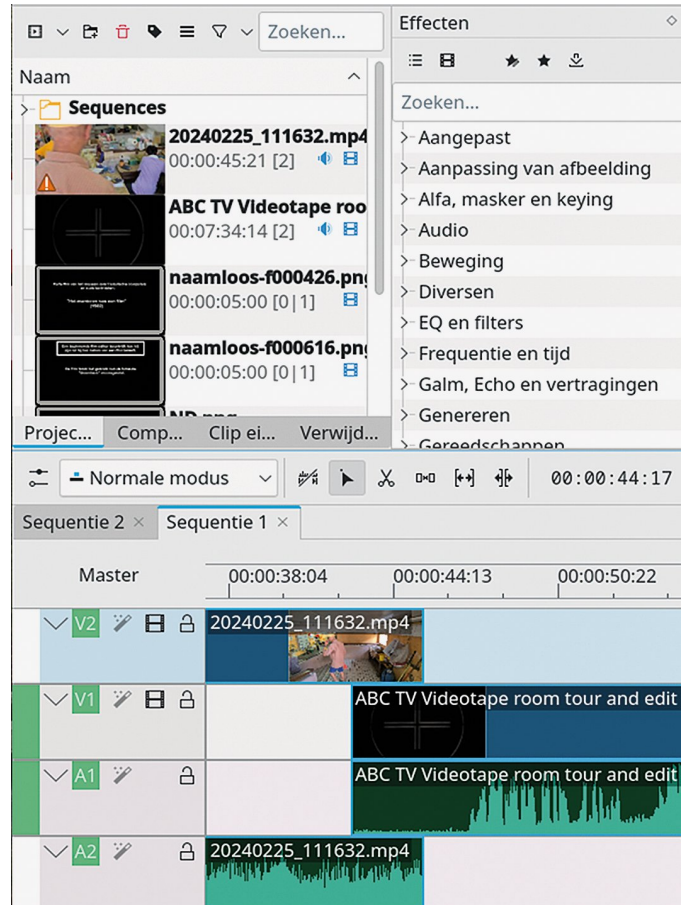 Zoeken...
Naam
Sequences
20240225_111632.mp4
00:00:45:21 [2]
ABC TV Videotape roo
00:07:34:14 [2]
naamloos-f000426.png
00:00:05:00 [0|1]
naamloos-f000616.png
00:00:05:00 [0|1]
Projec... Comp... Clip ei... Verwijd...
Effecten
Zoeken...
Aangepast
Aanpassing van afbeelding
Alfa, masker en keying
Audio
Beweging
Diversen
EQ en filters
Frequentie en tijd
Galm, Echo en vertragingen
Genereren
Gereedschappen
Normale modus 00:00:44:17
Sequentie 2 Sequentie 1
Master 00:00:38:04 00:00:44:13 00:00:50:22
V2 20240225_111632.mp4
V1 ABC TV Videotape room tour and edit
A1 ABC TV Videotape room tour and edit
A2 20240225_111632.mp4